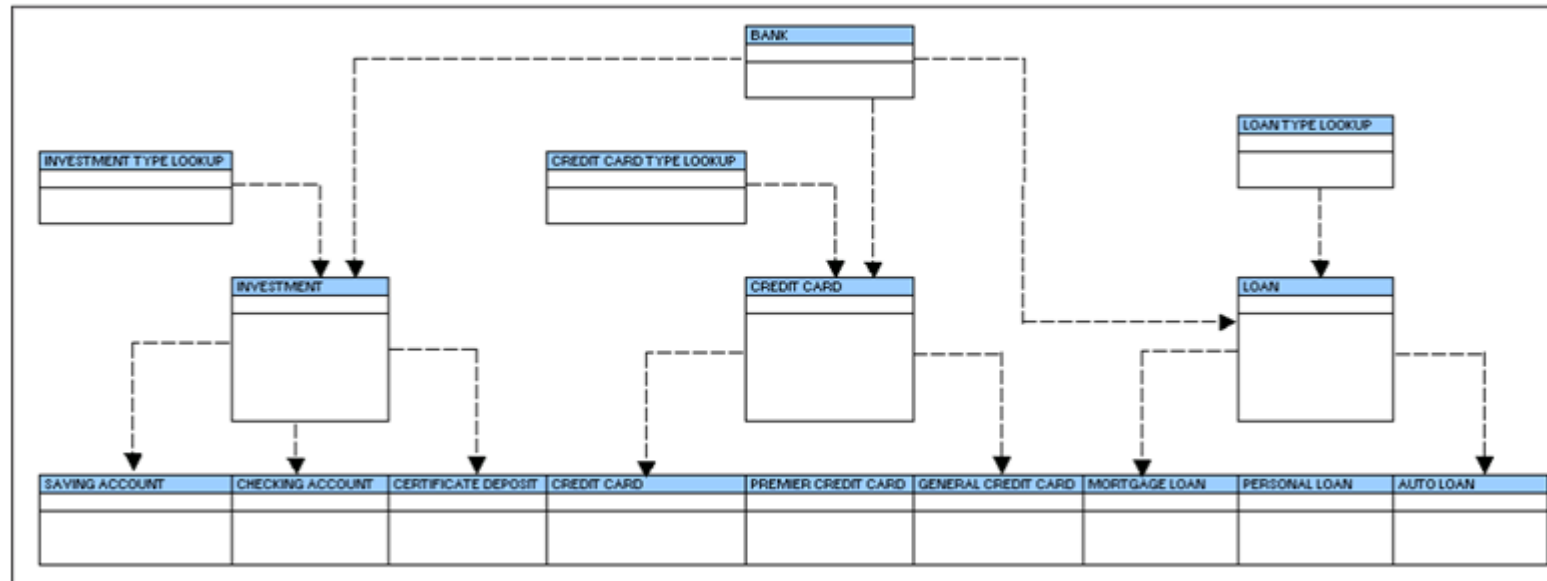 BANK
LOAN TYPE LOOKUP
INVESTMENT TYPE LOOKUP
CREDIT CARD TYPE LOOKUP
INVESTMENT
CREDIT CARD
LOAN
SAVING ACCOUNT
CHECKING ACCOUNT
CERTIFICATE DEPOSIT
CREDIT CARD
PREMIER CREDIT CARD
GENERAL CREDIT CARD
MORTGAGE LOAN
PERSONAL LOAN
AUTO LOAN